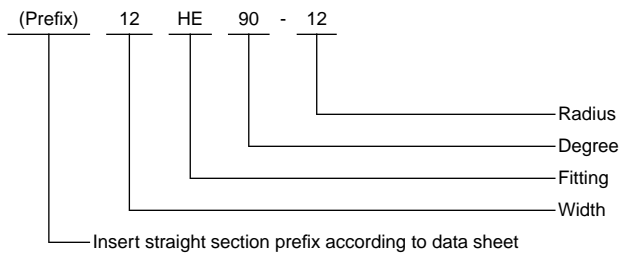 (Prefix) 12 HE 90 - 12
Radius
Degree
Fitting
Width
Insert straight section prefix according to data sheet